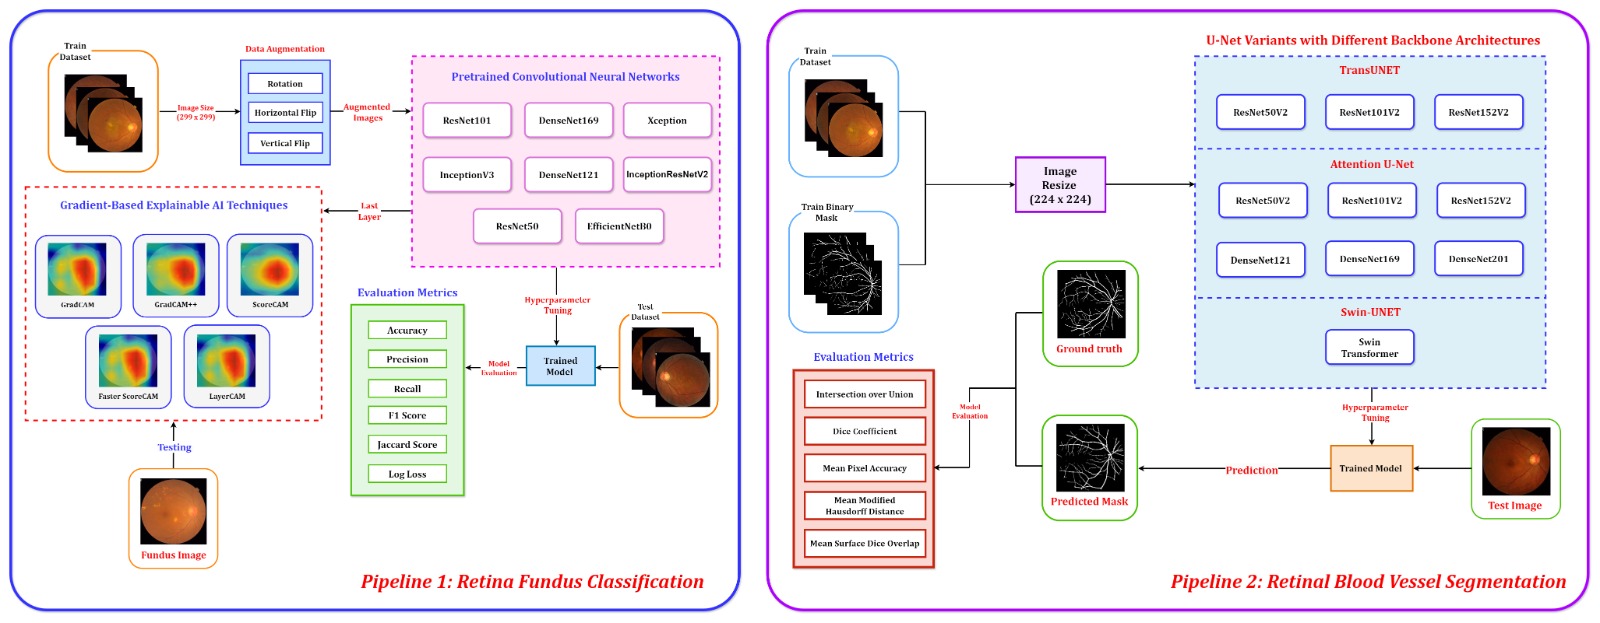 Train
Dataset
Image Size
(299 x 299)
Data Augmentation
Rotation
Horizontal Flip
Vertical Flip
Augmented
Images
Pretrained Convolutional Neural Networks
ResNet101
DenseNet169
Xception
InceptionV3
DenseNet121
InceptionResNetV2
ResNet50
EfficientNetB0
Last
Layer
Gradient-Based Explainable AI Techniques
GradCAM
GradCAM++
ScoreCAM
Faster ScoreCAM
LayerCAM
Testing
Fundus Image
Hyperparameter
Tuning
Test
Dataset
Trained
Model
Model
Evaluation
Evaluation Metrics
Accuracy
Precision
Recall
F1 Score
Jaccard Score
Log Loss
Pipeline 1: Retina Fundus Classification
Train
Dataset
Train Binary
Mask
Image
Resize
(224 x 224)
U-Net Variants with Different Backbone Architectures
TransUNET
ResNet50V2
ResNet101V2
ResNet152V2
Attention U-Net
ResNet50V2
ResNet101V2
ResNet152V2
DenseNet121
DenseNet169
DenseNet201
Swin-UNET
Swin
Transformer
Hyperparameter
Tuning
Trained Model
Test Image
Prediction
Ground truth
Predicted Mask
Model
Evaluation
Evaluation Metrics
Intersection over Union
Dice Coefficient
Mean Pixel Accuracy
Mean Modified
Hausdorff Distance
Mean Surface Dice Overlap
Pipeline 2: Retinal Blood Vessel Segmentation